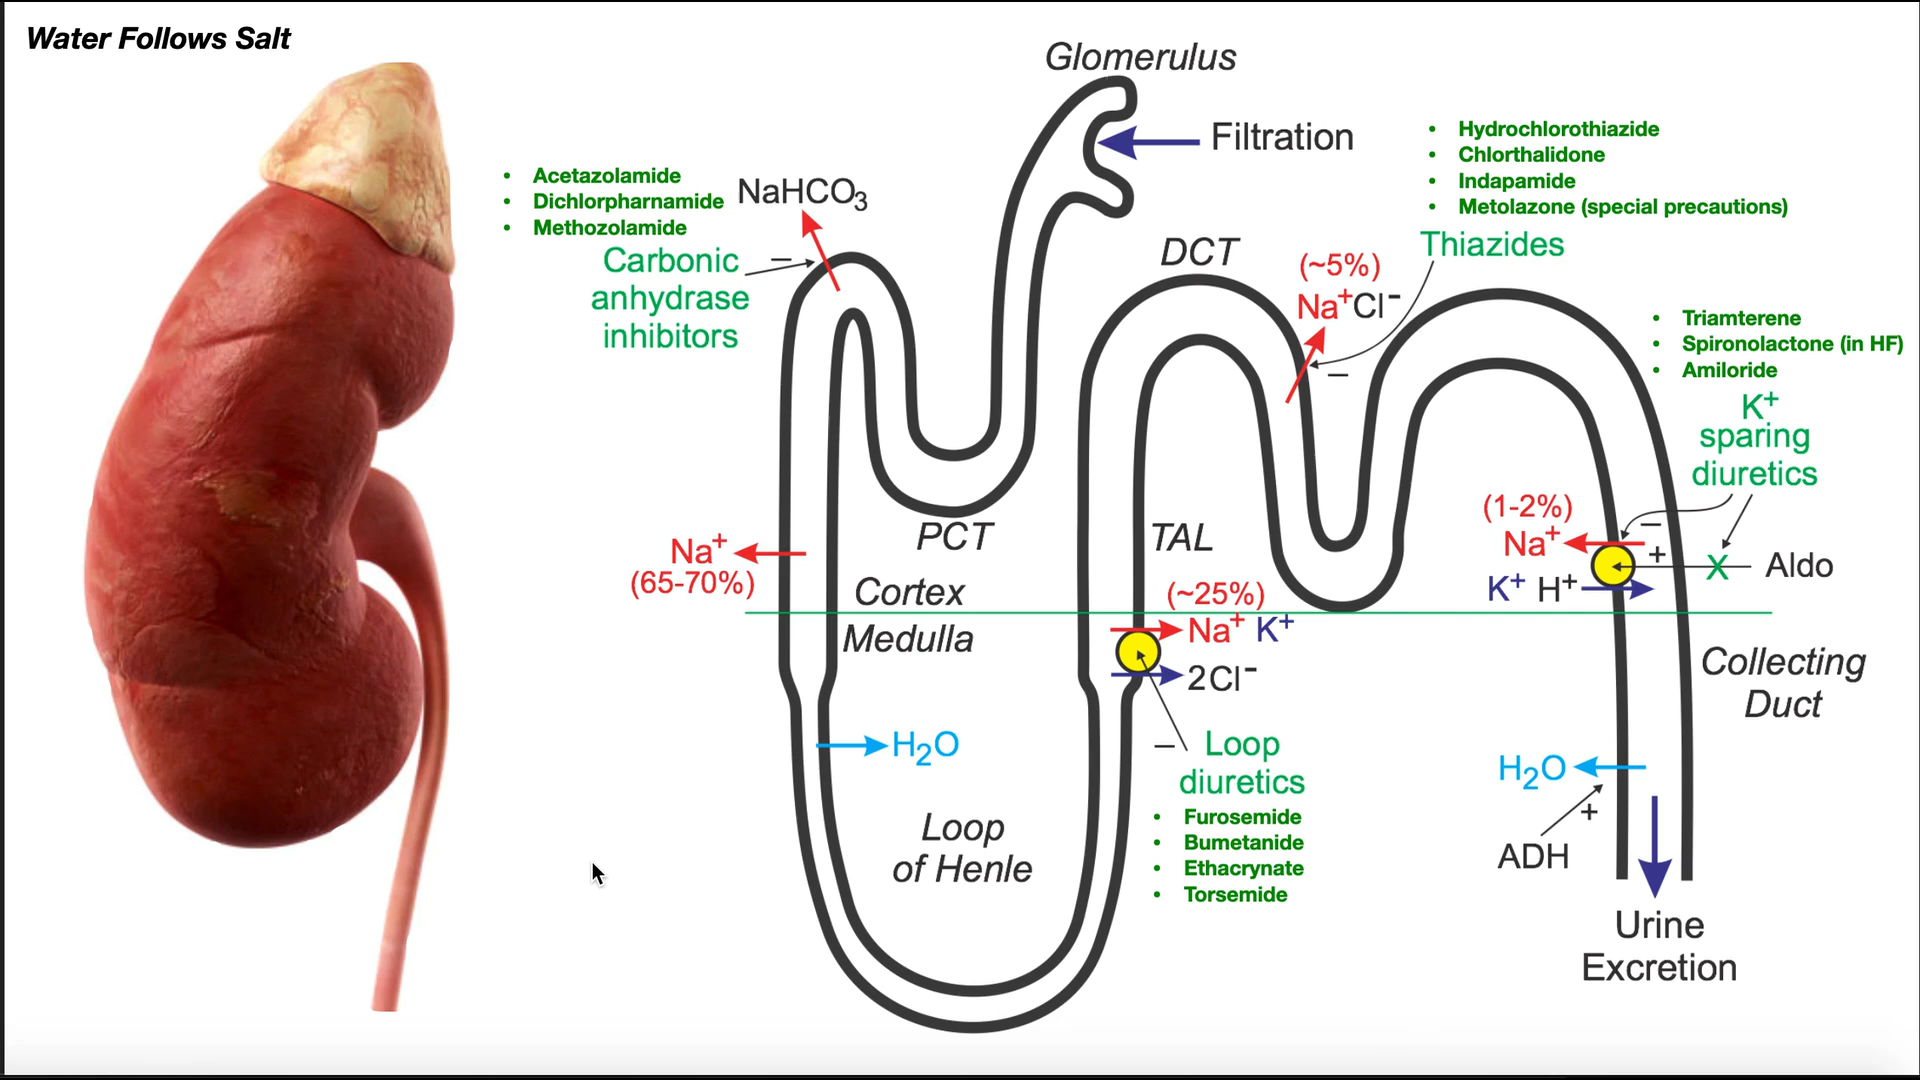 Water Follows Salt
Glomerulus
Filtration
• Acetazolamide
• Dichlorpharnamide
• Methozolamide
NaHCO₃
Carbonic
anhydrase
inhibitors
−
• Hydrochlorothiazide
• Chlorthalidone
• Indapamide
• Metolazone (special precautions)
Thiazides
DCT
(~5%)
Na⁺Cl⁻
−
• Triamterene
• Spironolactone (in HF)
• Amiloride
K⁺
sparing
diuretics
PCT
TAL
Na⁺
(65-70%)
Cortex
Medulla
(~25%)
Na⁺ K⁺
2Cl⁻
(1-2%)
Na⁺
−
+
X
Aldo
K⁺ H⁺
Collecting
Duct
H₂O
− Loop
diuretics
• Furosemide
• Bumetanide
• Ethacrynate
• Torsemide
Loop
of Henle
H₂O
+
ADH
Urine
Excretion